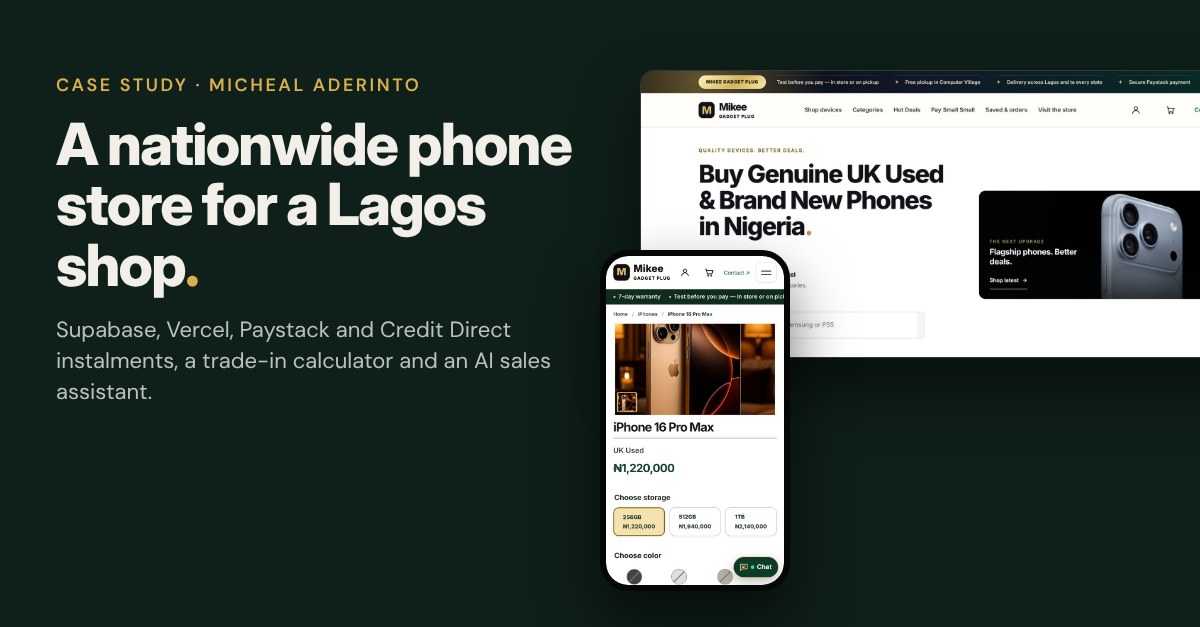 CASE STUDY · MICHEAL ADERINTO
A nationwide phone
store for a Lagos
shop.
Supabase, Vercel, Paystack and Credit Direct
instalments, a trade-in calculator and an AI sales
assistant.
MIKEE GADGET PLUG
Test before you pay — in store or on pickup
Free pickup in Computer Village
Delivery across Lagos and to every state
Secure Paystack payment
M
Mikee
GADGET PLUG
Shop devices
Categories
Hot Deals
Pay Small Small
Saved & orders
Visit the store
QUALITY DEVICES. BETTER DEALS.
Buy Genuine UK Used
& Brand New Phones
in Nigeria.
THE NEXT UPGRADE
Flagship phones. Better
deals.
Shop latest →
or PS5
M
Mikee
GADGET PLUG
Contact ↗
• 7-day warranty • Test before you pay — in store or on
Home / iPhones / iPhone 16 Pro Max
iPhone 16 Pro Max
UK Used
₦1,220,000
Choose storage
256GB
₦1,220,000
512GB
₦1,940,000
1TB
₦2,140,000
Choose color
Chat